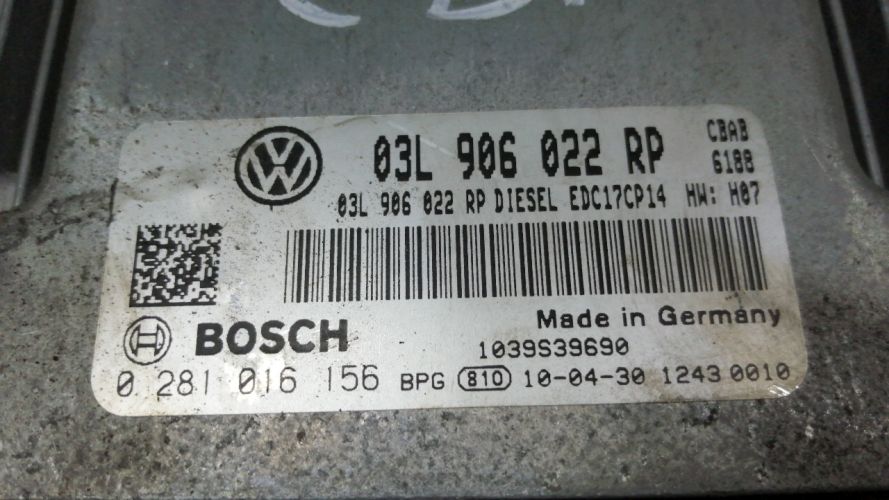 03L 906 022 RP CBAB
6188
03L 906 022 RP DIESEL EDC17CP14 HW: H07
Made in Germany
BOSCH 1039S39690
0 281 016 156 BPG 810 10-04-30 1243 0010